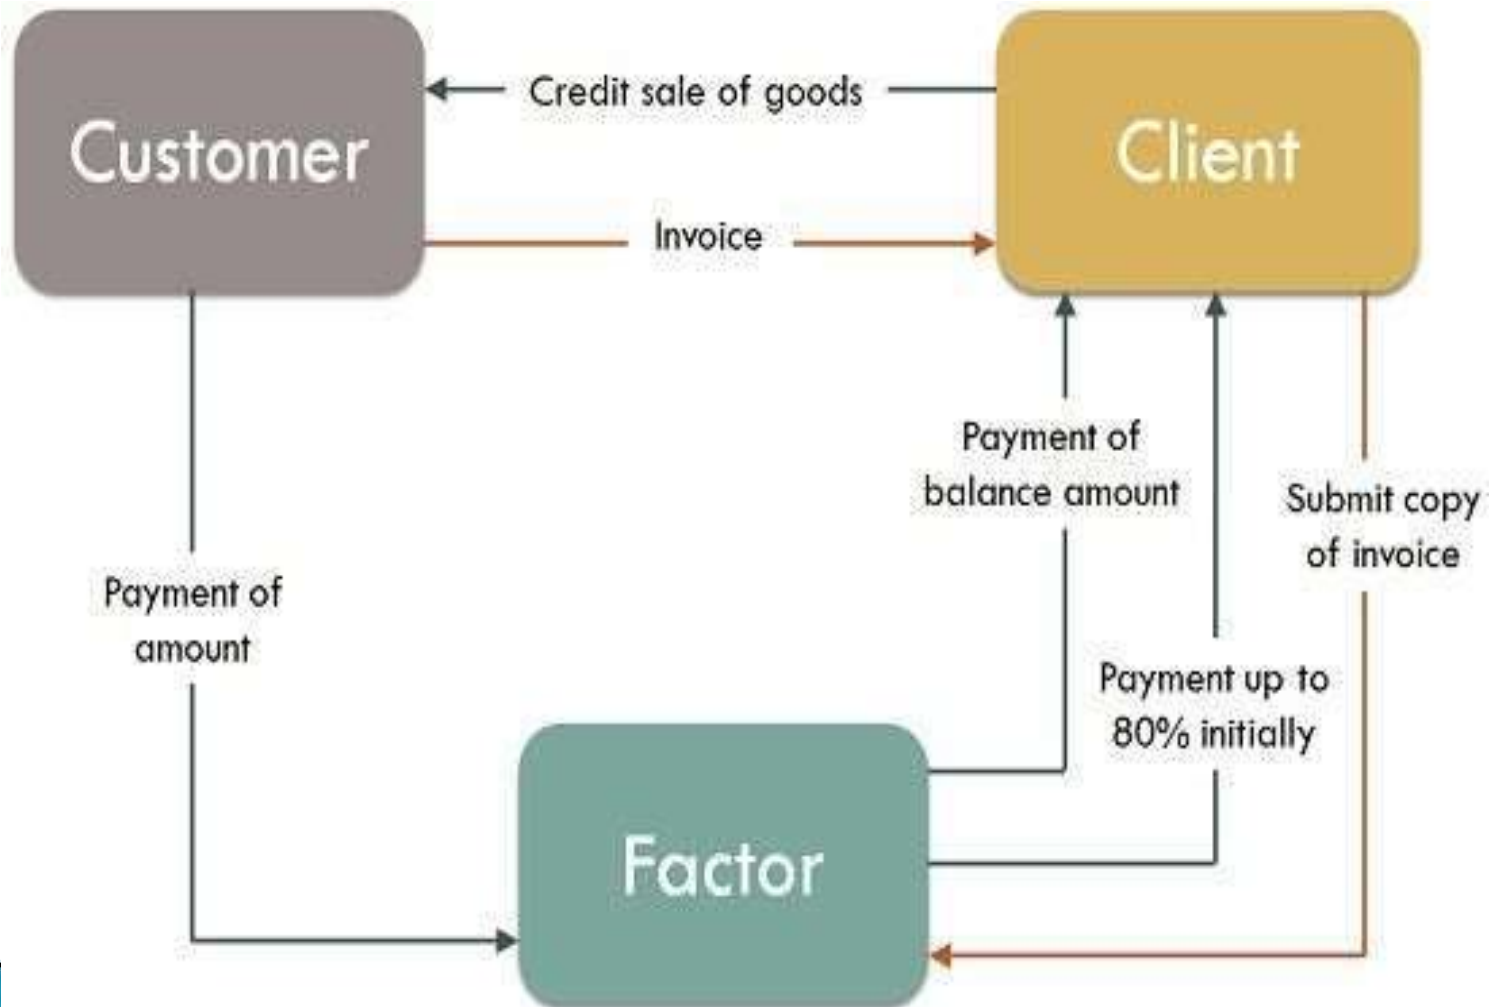 Customer
Credit sale of goods
Client
Invoice
Payment of
amount
Payment of
balance amount
Submit copy
of invoice
Payment up to
80% initially
Factor